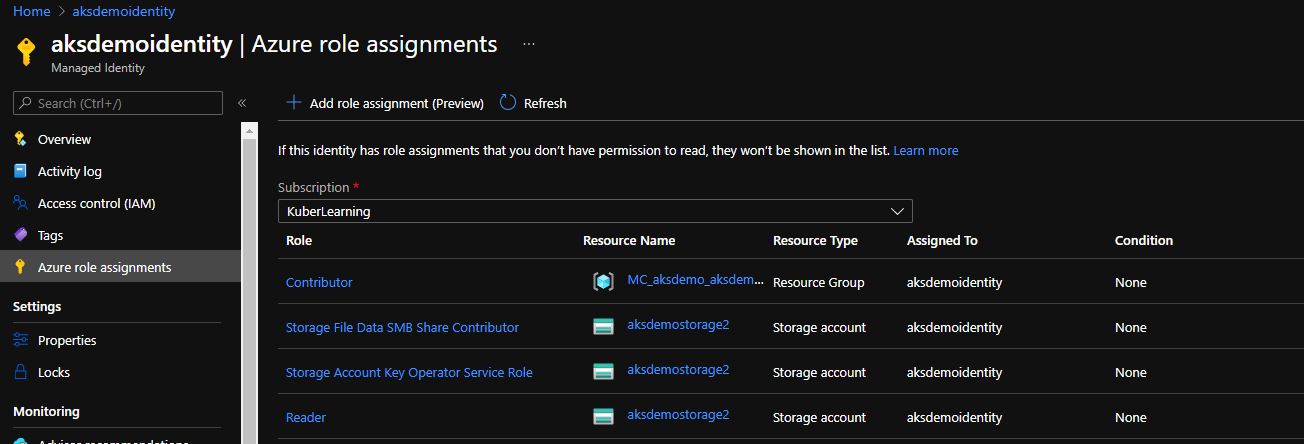 Home > aksdemoidentity
aksdemoidentity | Azure role assignments ...
Managed Identity
Search (Ctrl+/) «
Overview
Activity log
Access control (IAM)
Tags
Azure role assignments
Settings
Properties
Locks
Monitoring
Advisor recommendations
+ Add role assignment (Preview) Refresh
If this identity has role assignments that you don't have permission to read, they won't be shown in the list. Learn more
Subscription *
KuberLearning
Role Resource Name Resource Type Assigned To Condition
Contributor MC_aksdemo_aksdem... Resource Group aksdemoidentity None
Storage File Data SMB Share Contributor aksdemostorage2 Storage account aksdemoidentity None
Storage Account Key Operator Service Role aksdemostorage2 Storage account aksdemoidentity None
Reader aksdemostorage2 Storage account aksdemoidentity None